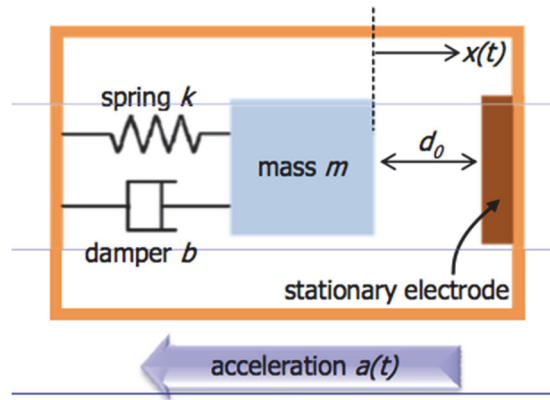 x(t)
spring k
mass m
d₀
damper b
stationary electrode
acceleration a(t)